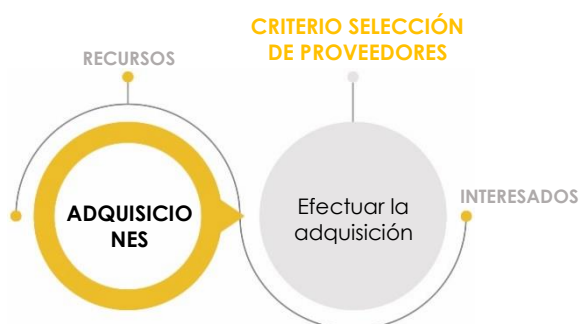 CRITERIO SELECCIÓN
DE PROVEEDORES
RECURSOS
INTERESADOS
ADQUISICIO
NES
Efectuar la
adquisición